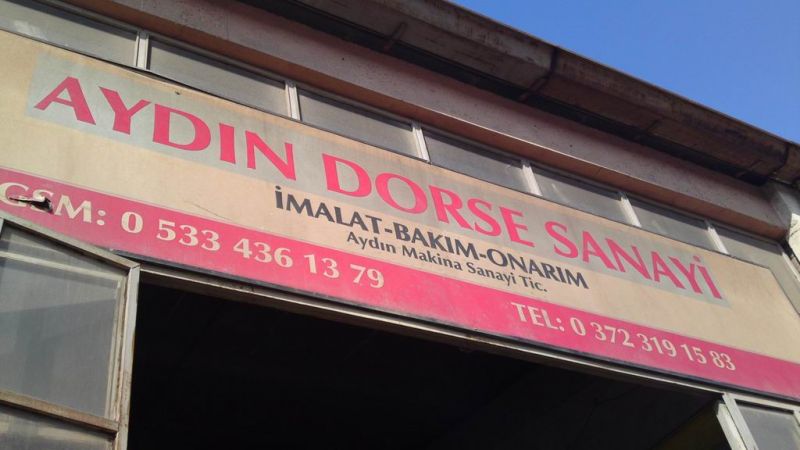 AYDIN DORSE SANAYİ
İMALAT-BAKIM-ONARIM
Aydın Makina Sanayi Tic.
GSM: 0 533 436 13 79
TEL: 0 372 319 15 83